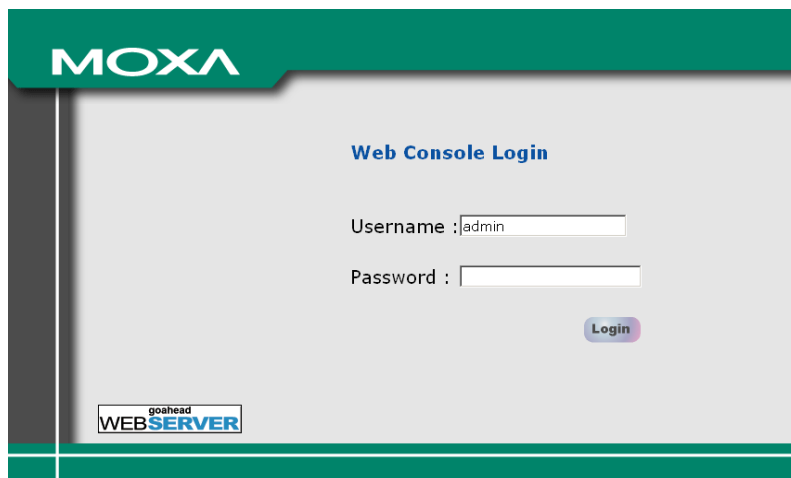 MOXA
Web Console Login
Username : admin
Password :
Login
goahead
WEBSERVER